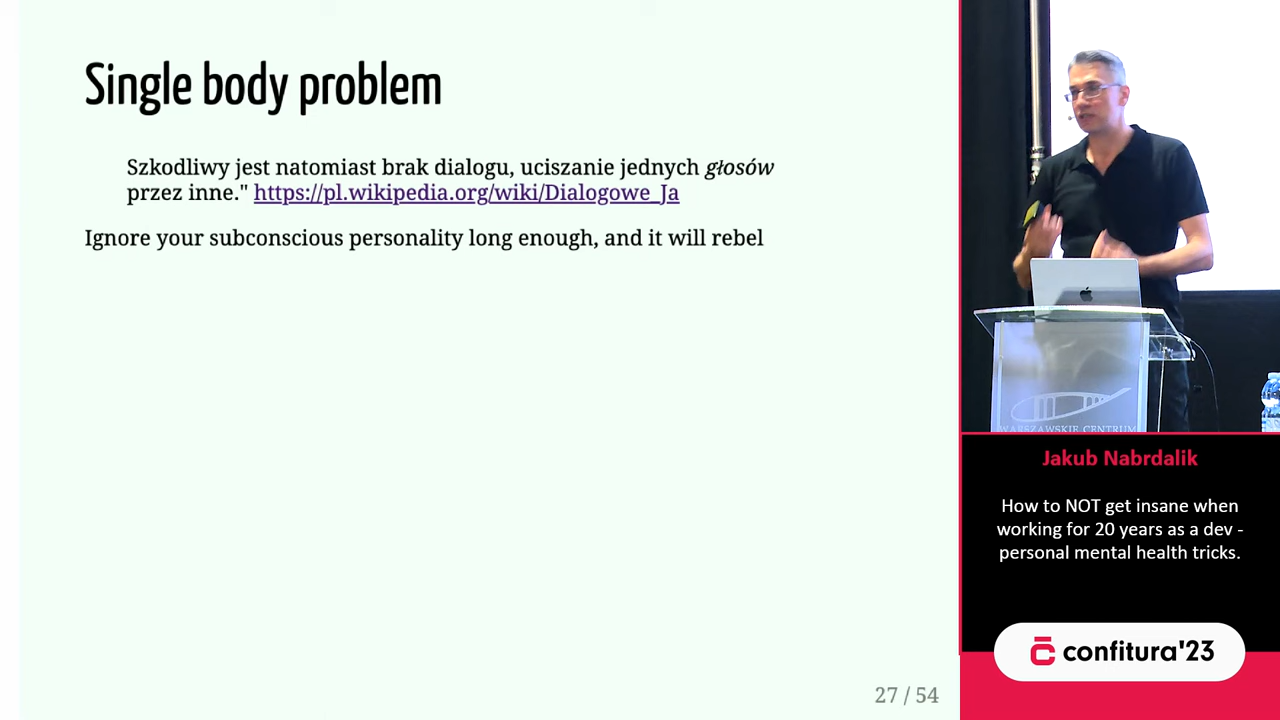 Single body problem
Szkodliwy jest natomiast brak dialogu, uciszanie jednych głosów
przez inne." https://pl.wikipedia.org/wiki/Dialogowe_Ja
Ignore your subconscious personality long enough, and it will rebel
27 / 54
WARSZAWSKIE CENTRUM
Jakub Nabrdalik
How to NOT get insane when
working for 20 years as a dev -
personal mental health tricks.
confitura'23